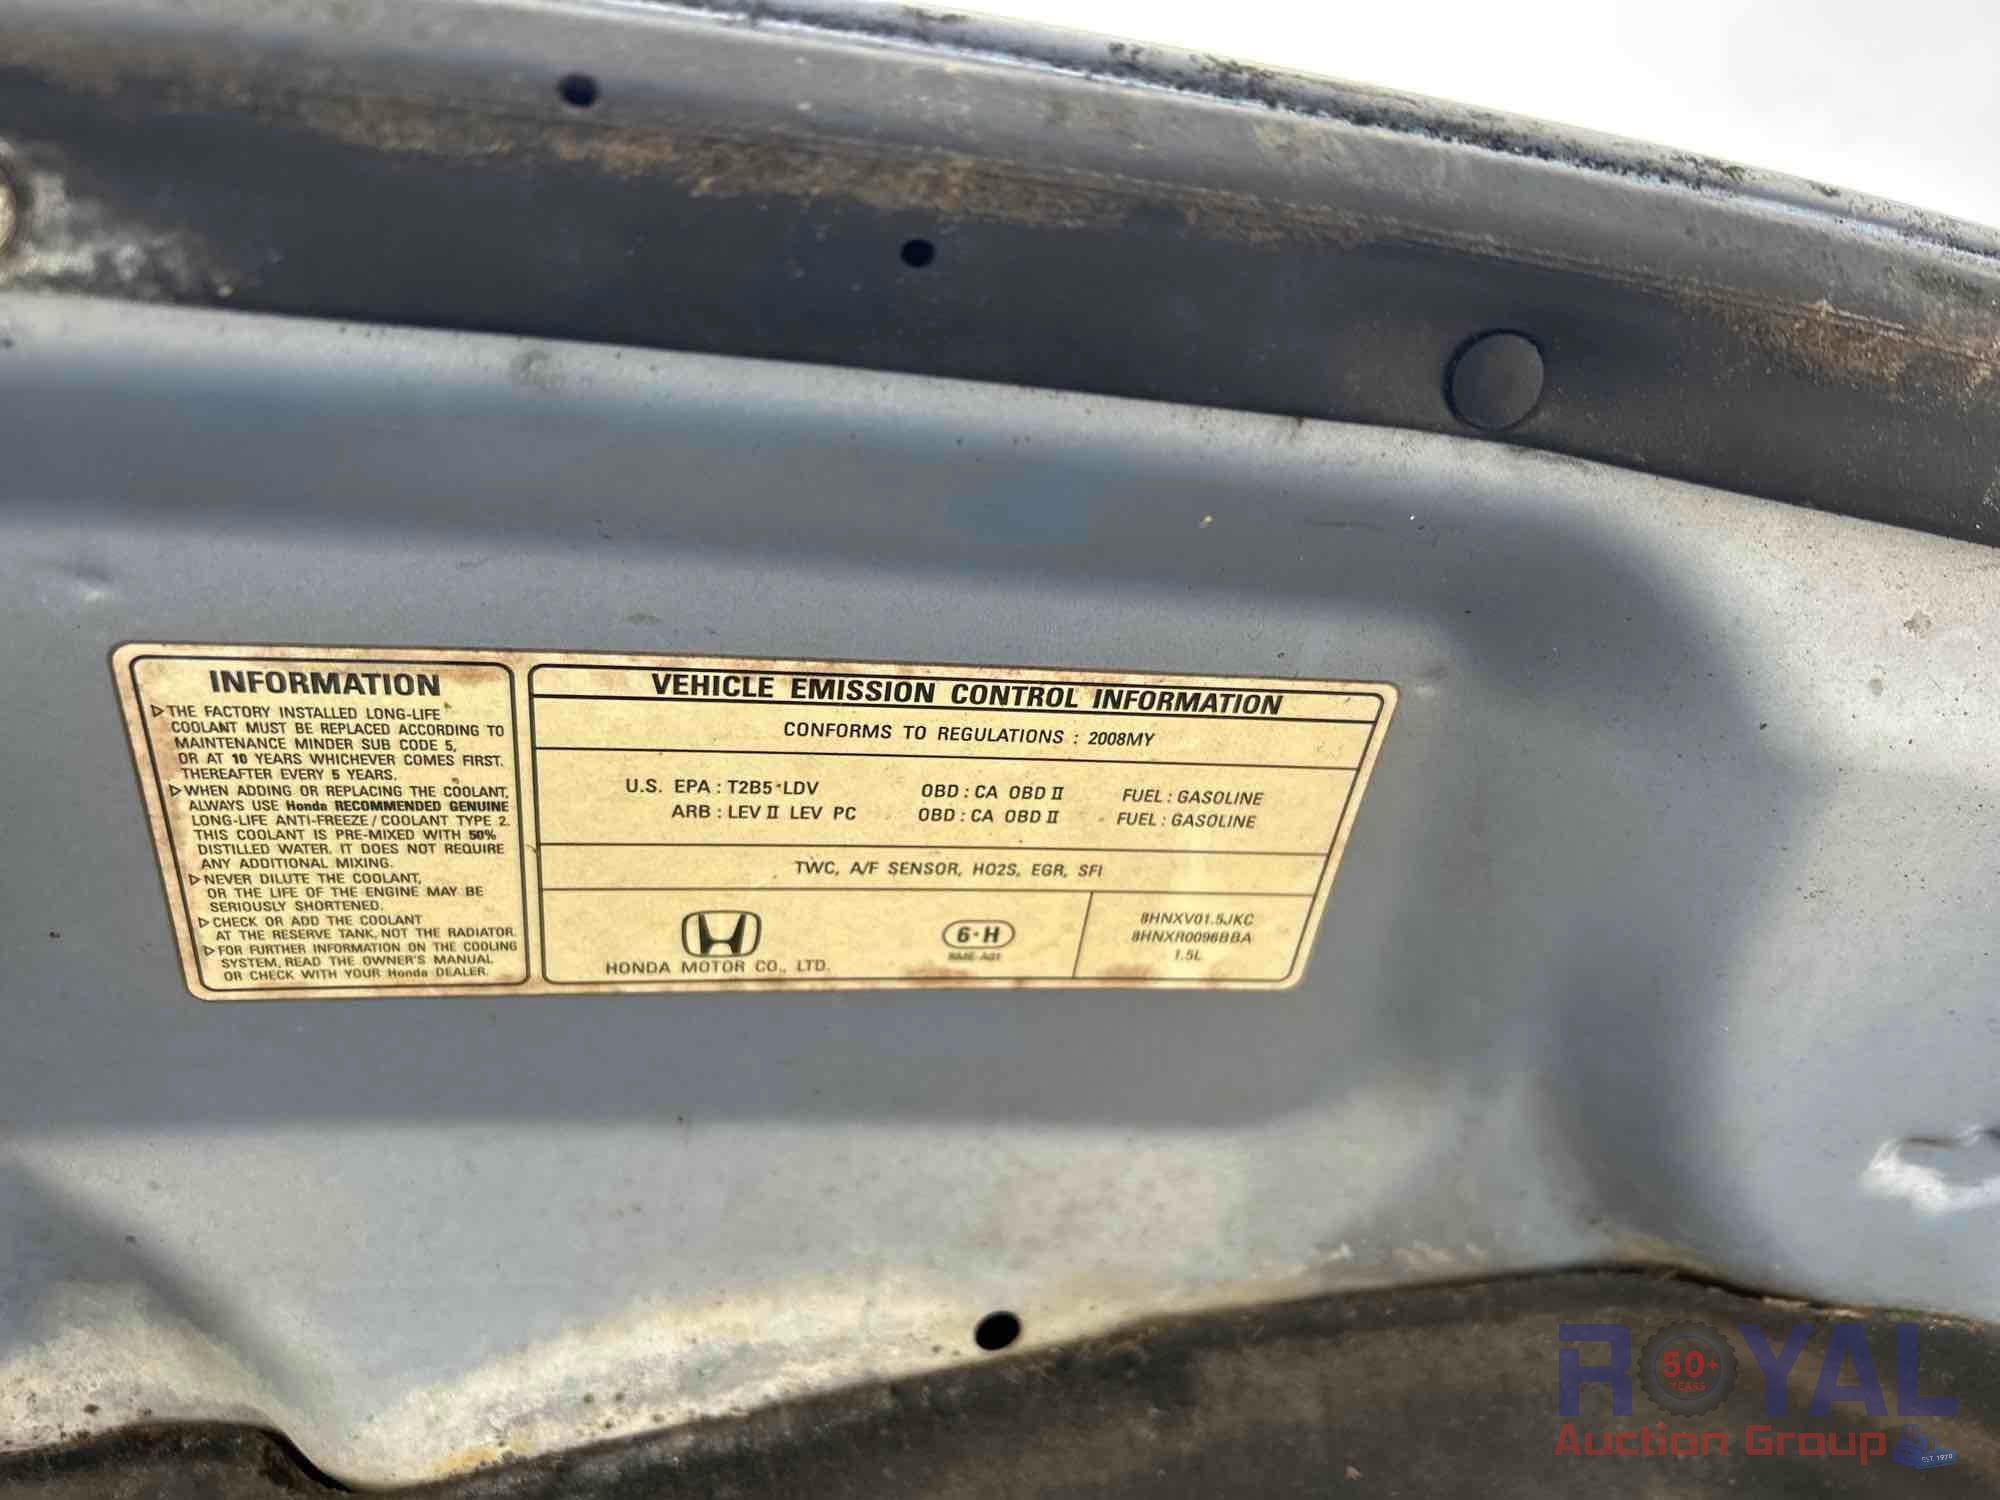 INFORMATION
▷THE FACTORY INSTALLED LONG-LIFE
COOLANT MUST BE REPLACED ACCORDING TO
MAINTENANCE MINDER SUB CODE 5,
OR AT 10 YEARS WHICHEVER COMES FIRST.
THEREAFTER EVERY 5 YEARS.
▷WHEN ADDING OR REPLACING THE COOLANT,
ALWAYS USE Honda RECOMMENDED GENUINE
LONG-LIFE ANTI-FREEZE/COOLANT TYPE 2.
THIS COOLANT IS PRE-MIXED WITH 50%
DISTILLED WATER. IT DOES NOT REQUIRE
ANY ADDITIONAL MIXING.
▷NEVER DILUTE THE COOLANT,
OR THE LIFE OF THE ENGINE MAY BE
SERIOUSLY SHORTENED.
▷CHECK OR ADD THE COOLANT
AT THE RESERVE TANK, NOT THE RADIATOR.
▷FOR FURTHER INFORMATION ON THE COOLING
SYSTEM, READ THE OWNER'S MANUAL
OR CHECK WITH YOUR Honda DEALER.
VEHICLE EMISSION CONTROL INFORMATION
CONFORMS TO REGULATIONS : 2008MY
U.S. EPA : T2B5 LDV OBD : CA OBD II FUEL : GASOLINE
ARB : LEV II LEV PC OBD : CA OBD II FUEL : GASOLINE
TWC, A/F SENSOR, HO2S, EGR, SFI
HONDA MOTOR CO., LTD.
6·H
8HNXV01.5JKC
8HNXR0096BBA
1.5L
ROYAL
50+
YEARS
Auction Group
EST. 1970